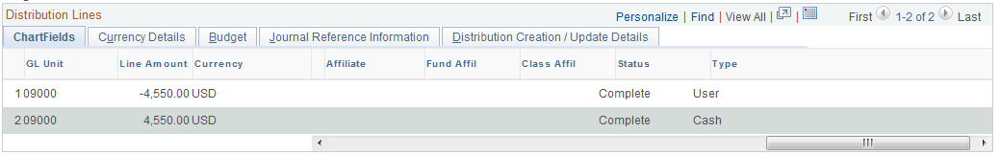 Distribution Lines
Personalize | Find | View All | | First 1-2 of 2 Last
ChartFields Currency Details Budget Journal Reference Information Distribution Creation / Update Details
GL Unit Line Amount Currency Affiliate Fund Affil Class Affil Status Type
1 09000 -4,550.00 USD Complete User
2 09000 4,550.00 USD Complete Cash